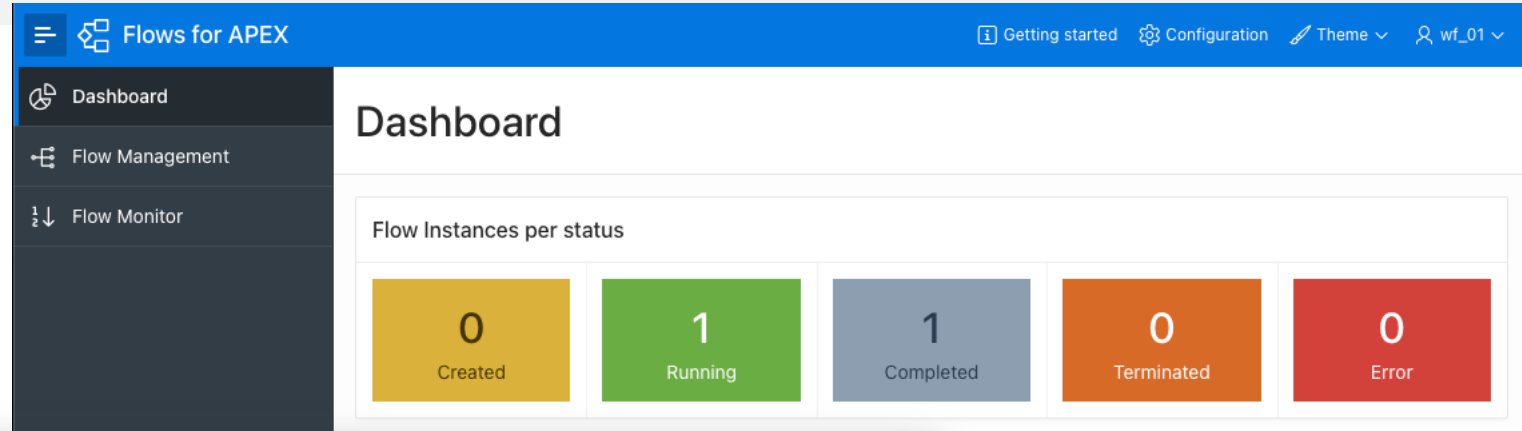 Flows for APEX
Getting started
Configuration
Theme
wf_01
Dashboard
Flow Management
Flow Monitor
Dashboard
Flow Instances per status
0
Created
1
Running
1
Completed
0
Terminated
0
Error